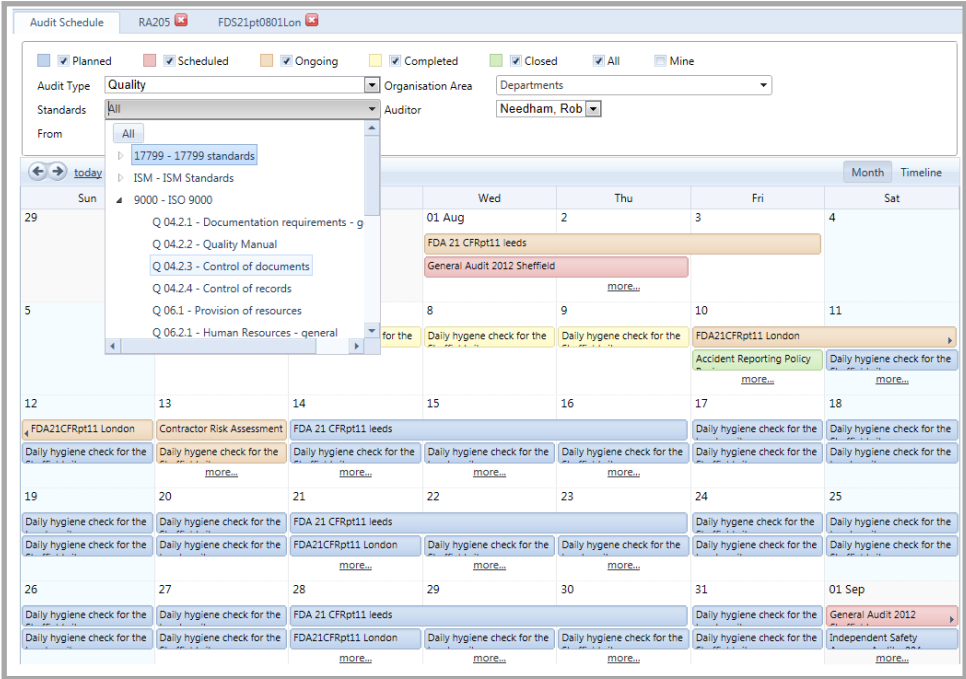 Audit Schedule RA205 FDS21pt0801Lon
Planned Scheduled Ongoing Completed Closed All Mine
Audit Type Quality Organisation Area Departments
Standards All Auditor Needham, Rob
From All
17799 - 17799 standards
today Month Timeline
ISM - ISM Standards
Sun Wed Thu Fri Sat
9000 - ISO 9000
29 01 Aug 2 3 4
Q 04.2.1 - Documentation requirements - g
Q 04.2.2 - Quality Manual FDA 21 CFRpt11 leeds
Q 04.2.3 - Control of documents General Audit 2012 Sheffield
Q 04.2.4 - Control of records more...
5 Q 06.1 - Provision of resources 8 9 10 11
Q 06.2.1 - Human Resources - general
for the Daily hygene check for the Daily hygene check for the FDA21CFRpt11 London
Accident Reporting Policy Daily hygiene check for the
more... more...
12 13 14 15 16 17 18
FDA21CFRpt11 London Contractor Risk Assessment FDA 21 CFRpt11 leeds Daily hygiene check for the Daily hygiene check for the
Daily hygiene check for the Daily hygene check for the Daily hygiene check for the Daily hygiene check for the Daily hygiene check for the Daily hygiene check for the Daily hygiene check for the
more... more... more... more...
19 20 21 22 23 24 25
Daily hygiene check for the Daily hygiene check for the FDA 21 CFRpt11 leeds Daily hygiene check for the Daily hygiene check for the
Daily hygiene check for the Daily hygiene check for the FDA21CFRpt11 London Daily hygiene check for the Daily hygiene check for the Daily hygiene check for the Daily hygiene check for the
more... more... more...
26 27 28 29 30 31 01 Sep
Daily hygiene check for the Daily hygiene check for the FDA 21 CFRpt11 leeds Daily hygiene check for the General Audit 2012
Daily hygiene check for the Daily hygiene check for the FDA21CFRpt11 London Daily hygiene check for the Daily hygiene check for the Daily hygiene check for the Independent Safety
more... more... more... more...